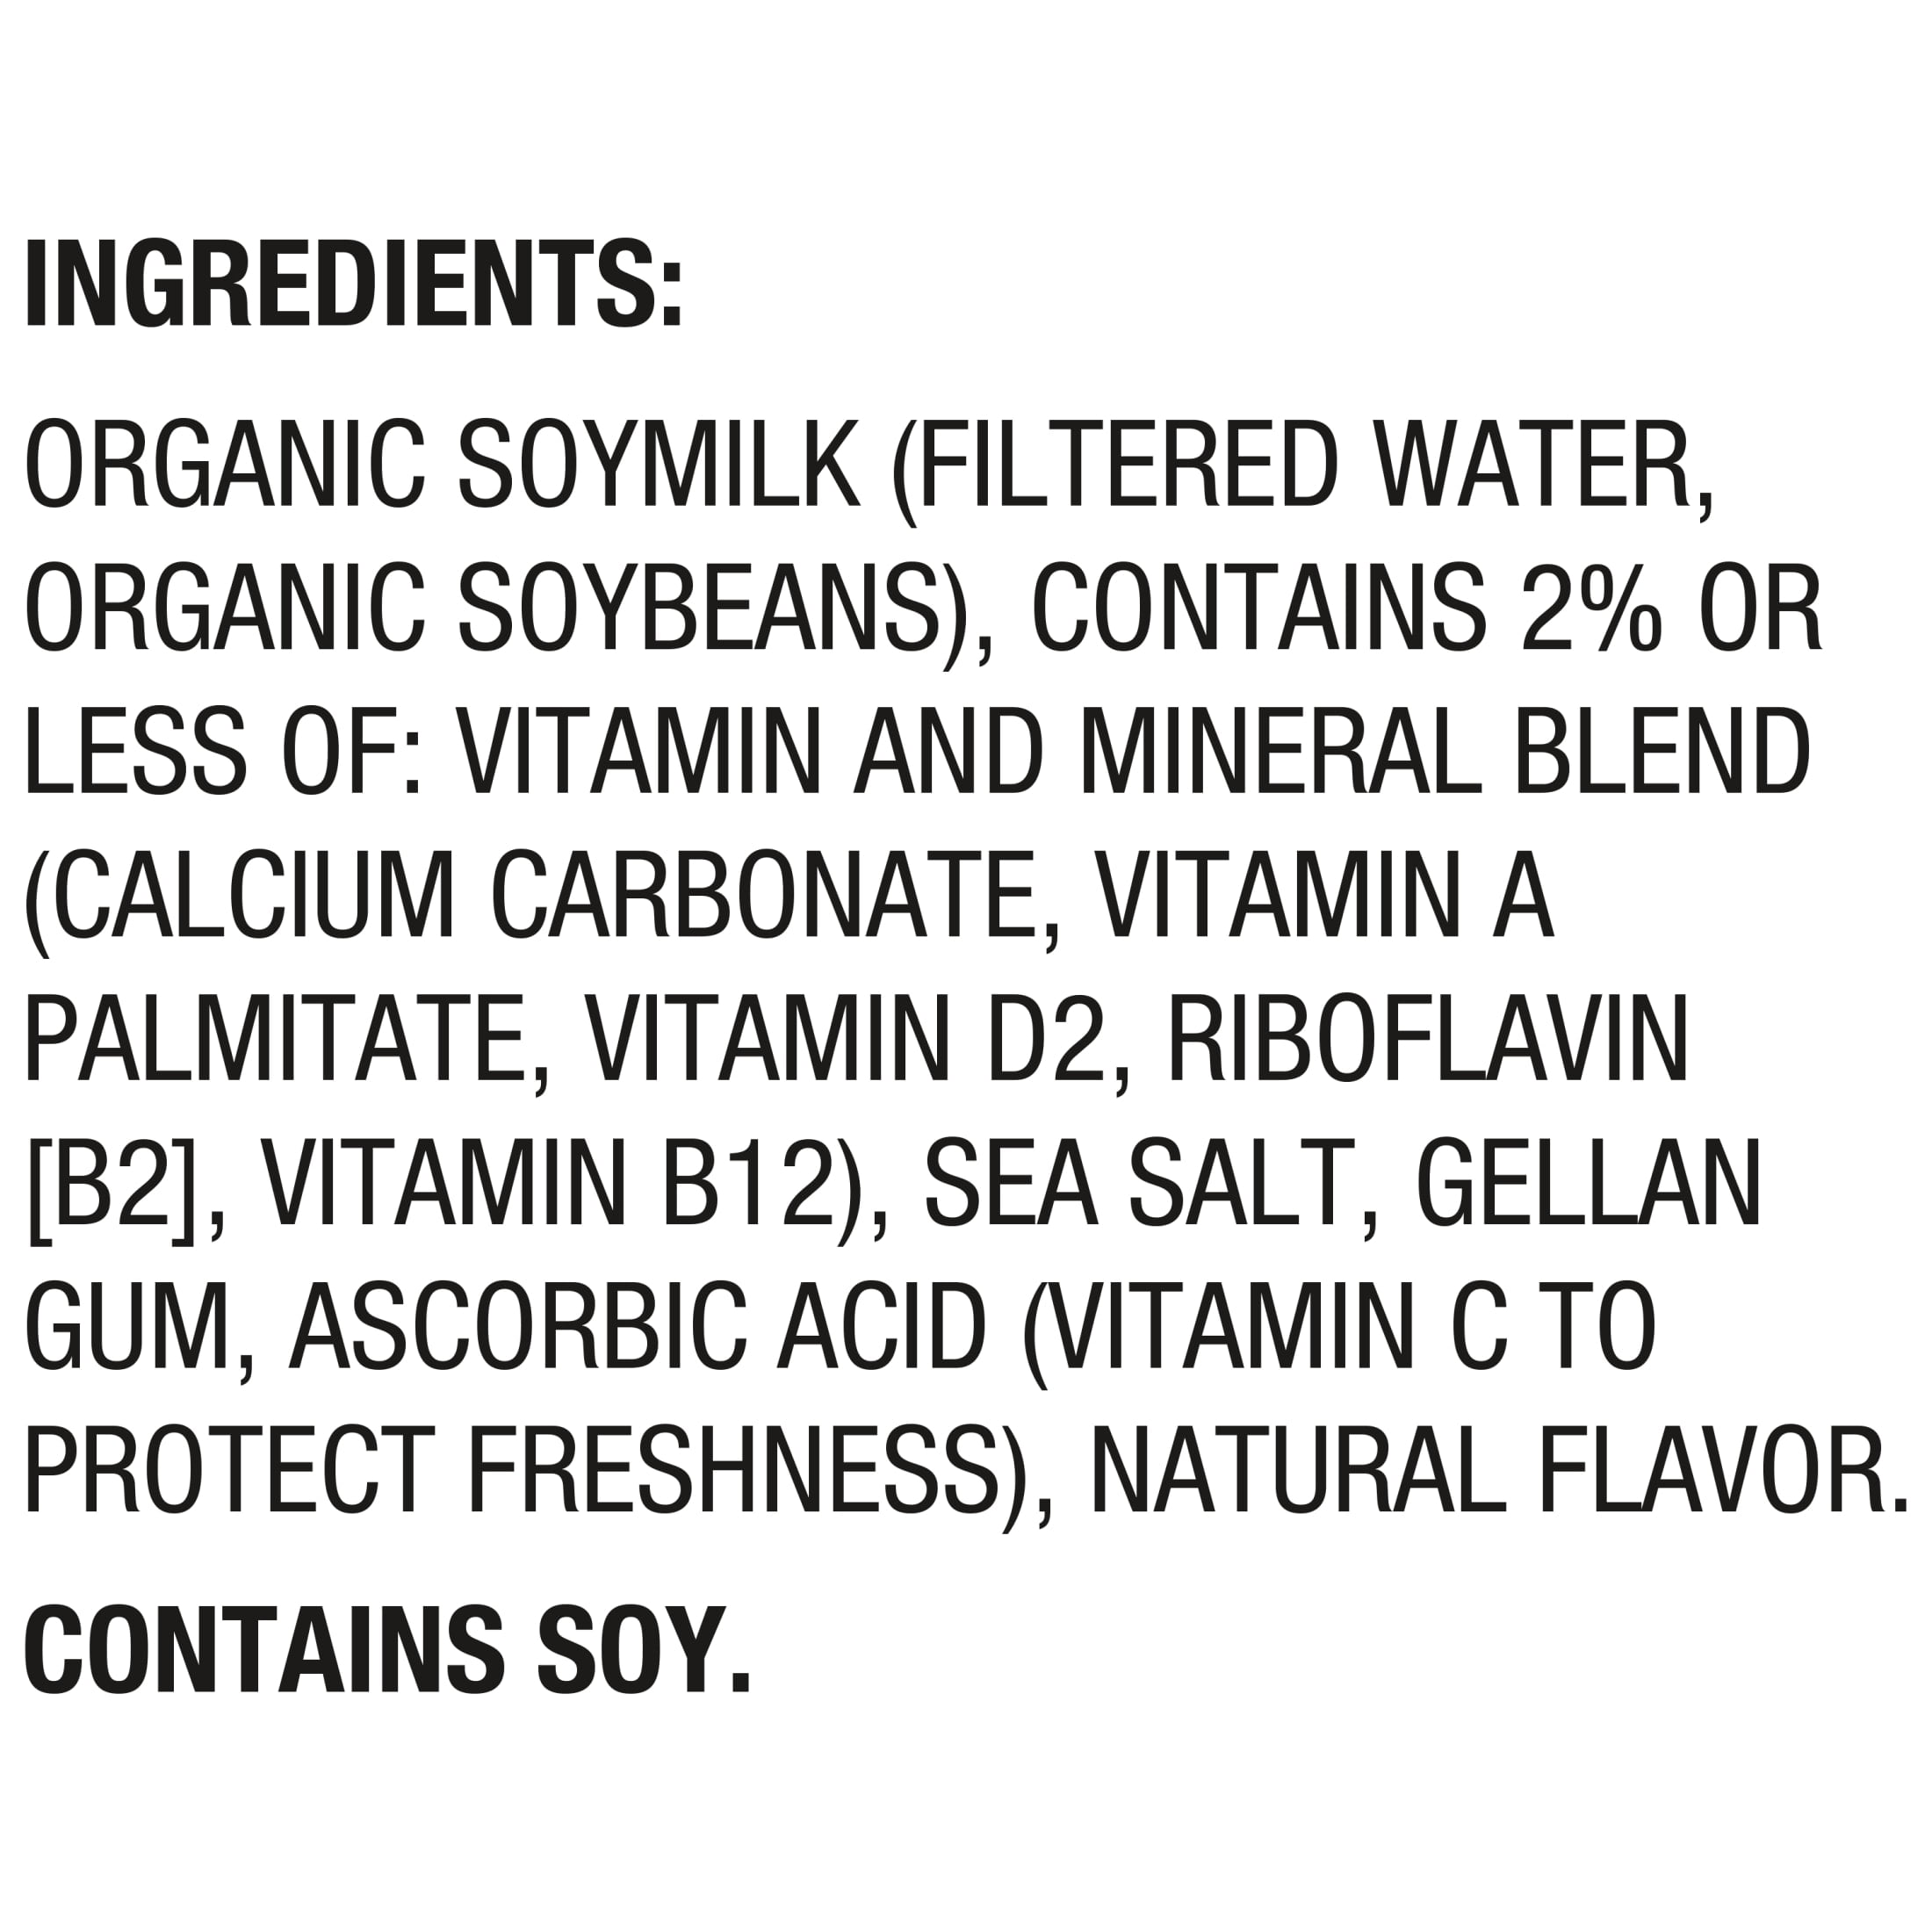 INGREDIENTS:
ORGANIC SOYMILK (FILTERED WATER,
ORGANIC SOYBEANS), CONTAINS 2% OR
LESS OF: VITAMIN AND MINERAL BLEND
(CALCIUM CARBONATE, VITAMIN A
PALMITATE, VITAMIN D2, RIBOFLAVIN
[B2], VITAMIN B12), SEA SALT, GELLAN
GUM, ASCORBIC ACID (VITAMIN C TO
PROTECT FRESHNESS), NATURAL FLAVOR.
CONTAINS SOY.